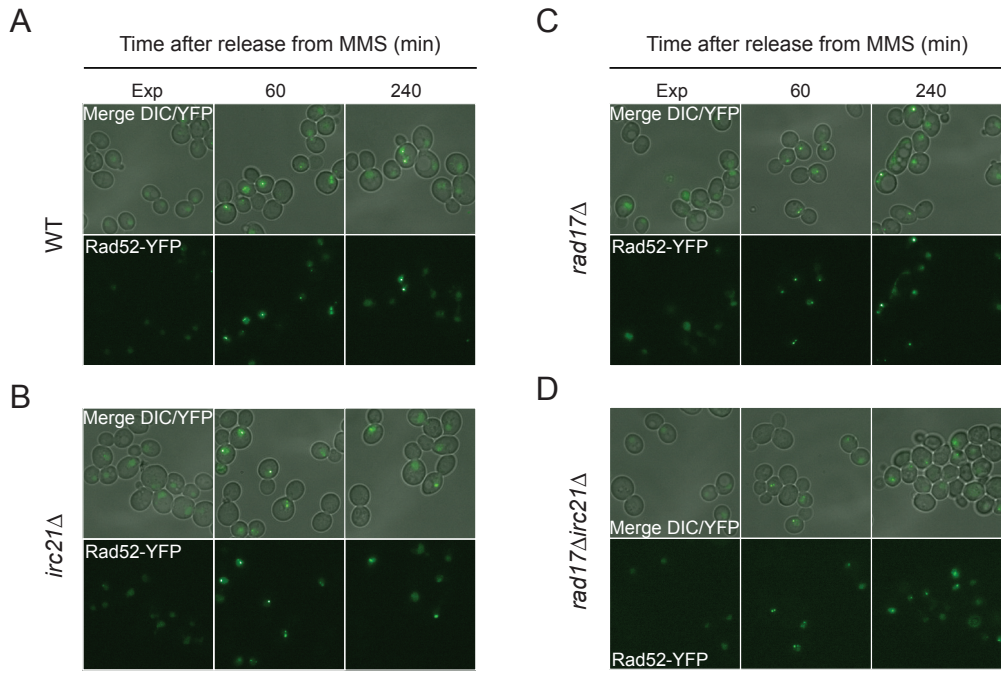 A
Time after release from MMS (min)
Exp 60 240
Merge DIC/YFP
WT
Rad52-YFP
B
Merge DIC/YFP
irc21Δ
Rad52-YFP
C
Time after release from MMS (min)
Exp 60 240
Merge DIC/YFP
rad17Δ
Rad52-YFP
D
Merge DIC/YFP
rad17Δirc21Δ
Rad52-YFP